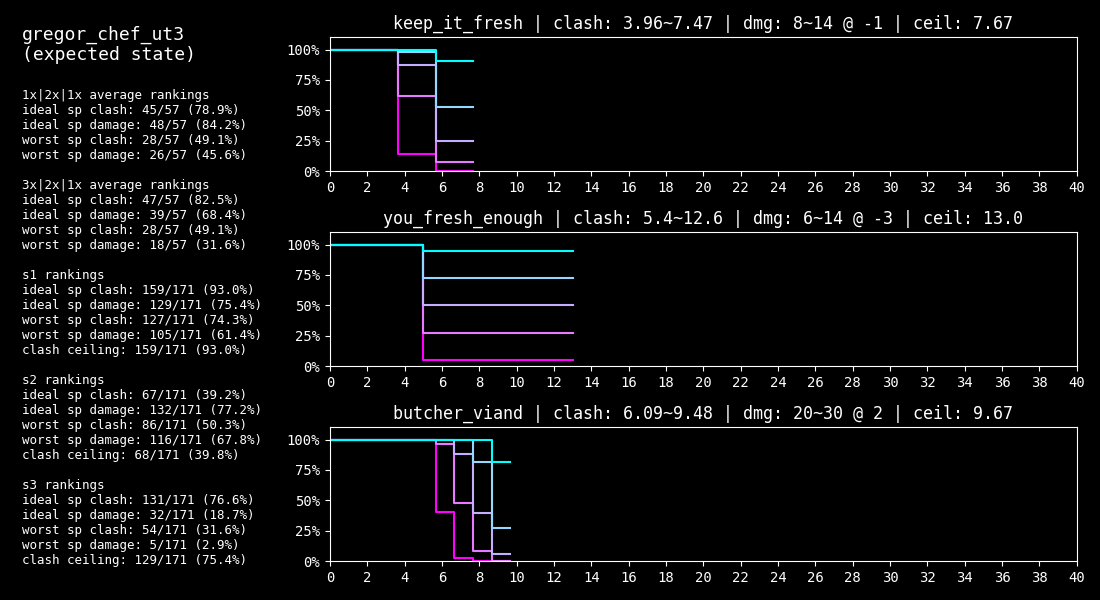 gregor_chef_ut3
(expected state)
1x|2x|1x average rankings
ideal sp clash: 45/57 (78.9%)
ideal sp damage: 48/57 (84.2%)
worst sp clash: 28/57 (49.1%)
worst sp damage: 26/57 (45.6%)
3x|2x|1x average rankings
ideal sp clash: 47/57 (82.5%)
ideal sp damage: 39/57 (68.4%)
worst sp clash: 28/57 (49.1%)
worst sp damage: 18/57 (31.6%)
s1 rankings
ideal sp clash: 159/171 (93.0%)
ideal sp damage: 129/171 (75.4%)
worst sp clash: 127/171 (74.3%)
worst sp damage: 105/171 (61.4%)
clash ceiling: 159/171 (93.0%)
s2 rankings
ideal sp clash: 67/171 (39.2%)
ideal sp damage: 132/171 (77.2%)
worst sp clash: 86/171 (50.3%)
worst sp damage: 116/171 (67.8%)
clash ceiling: 68/171 (39.8%)
s3 rankings
ideal sp clash: 131/171 (76.6%)
ideal sp damage: 32/171 (18.7%)
worst sp clash: 54/171 (31.6%)
worst sp damage: 5/171 (2.9%)
clash ceiling: 129/171 (75.4%)
keep_it_fresh | clash: 3.96~7.47 | dmg: 8~14 @ -1 | ceil: 7.67
100%
75%
50%
25%
0%
0 2 4 6 8 10 12 14 16 18 20 22 24 26 28 30 32 34 36 38 40
you_fresh_enough | clash: 5.4~12.6 | dmg: 6~14 @ -3 | ceil: 13.0
100%
75%
50%
25%
0%
0 2 4 6 8 10 12 14 16 18 20 22 24 26 28 30 32 34 36 38 40
butcher_viand | clash: 6.09~9.48 | dmg: 20~30 @ 2 | ceil: 9.67
100%
75%
50%
25%
0%
0 2 4 6 8 10 12 14 16 18 20 22 24 26 28 30 32 34 36 38 40